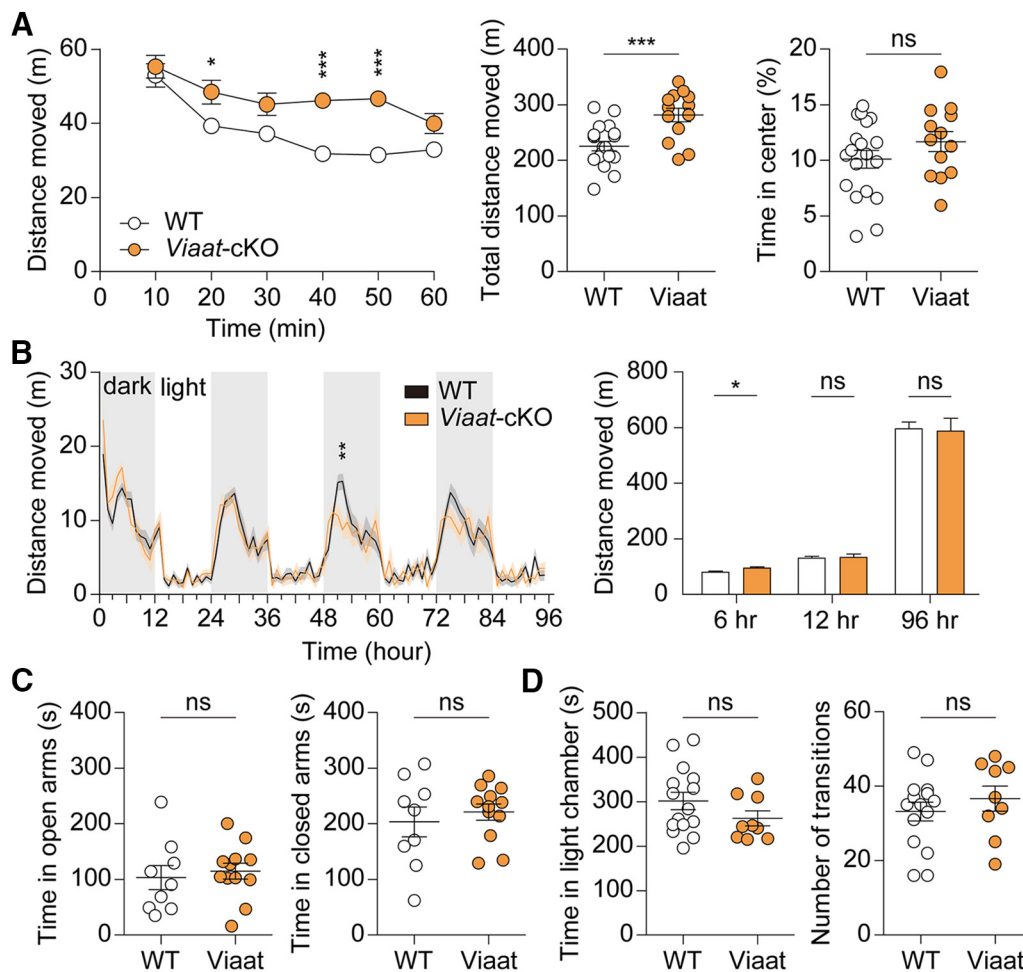 A
Distance moved (m)
60
40
20
0
0 10 20 30 40 50 60
Time (min)
* *** ***
WT
Viaat-cKO
Total distance moved (m)
400
300
200
100
0
***
WT Viaat
Time in center (%)
20
15
10
5
0
ns
WT Viaat
B
Distance moved (m)
30
20
10
0
dark light
WT
Viaat-cKO
**
0 12 24 36 48 60 72 84 96
Time (hour)
Distance moved (m)
800
600
400
200
0
* ns ns
6 hr 12 hr 96 hr
C
Time in open arms (s)
400
300
200
100
0
ns
WT Viaat
Time in closed arms (s)
400
300
200
100
0
ns
WT Viaat
D
Time in light chamber (s)
500
400
300
200
100
0
ns
WT Viaat
Number of transitions
60
40
20
0
ns
WT Viaat